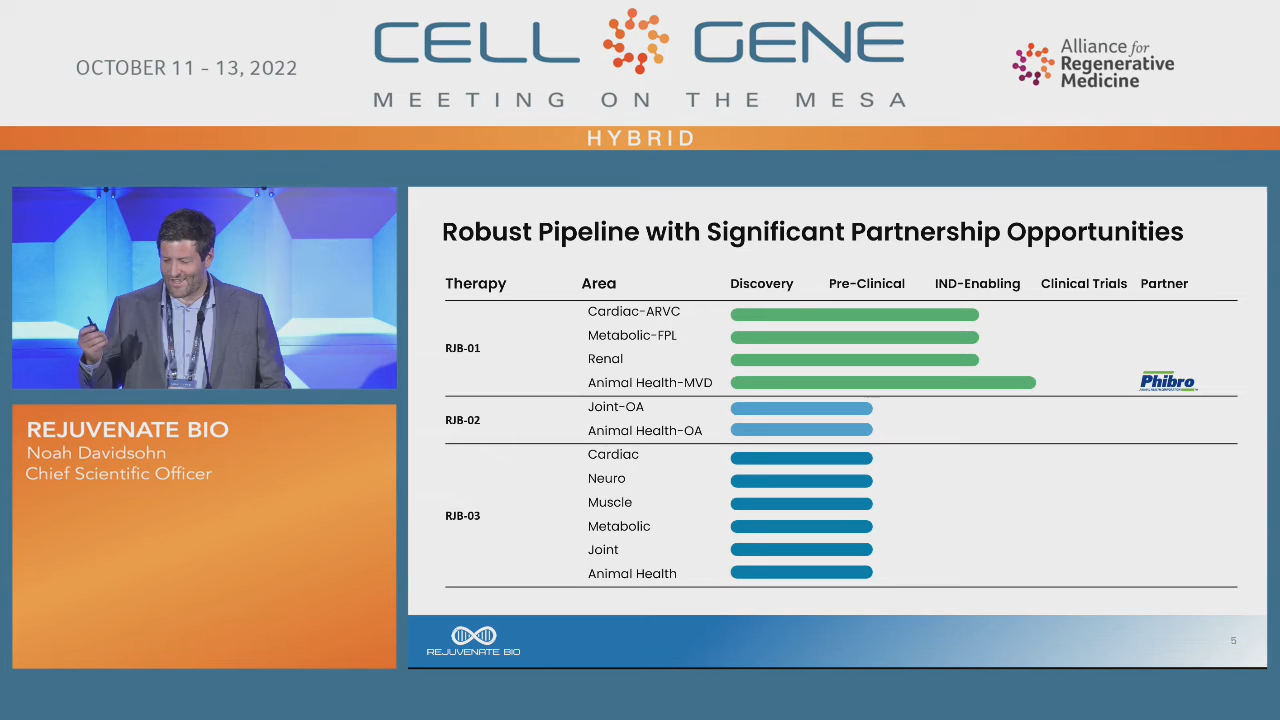 OCTOBER 11 - 13, 2022
CELL GENE
MEETING ON THE MESA
Alliance for
Regenerative
Medicine
HYBRID
REJUVENATE BIO
Noah Davidsohn
Chief Scientific Officer
Robust Pipeline with Significant Partnership Opportunities
Therapy Area Discovery Pre-Clinical IND-Enabling Clinical Trials Partner
RJB-01
Cardiac-ARVC
Metabolic-FPL
Renal
Animal Health-MVD
Phibro
RJB-02
Joint-OA
Animal Health-OA
RJB-03
Cardiac
Neuro
Muscle
Metabolic
Joint
Animal Health
REJUVENATE BIO
5